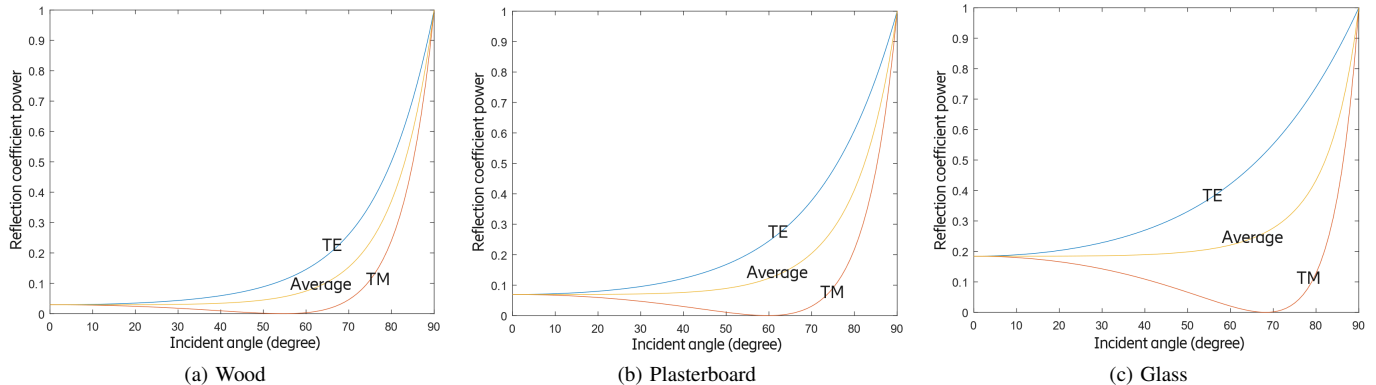 1
0.9
0.8
0.7
0.6
0.5
0.4
0.3
0.2
0.1
0
Reflection coefficient power
TE
Average
TM
0 10 20 30 40 50 60 70 80 90
Incident angle (degree)
(a) Wood
1
0.9
0.8
0.7
0.6
0.5
0.4
0.3
0.2
0.1
0
Reflection coefficient power
TE
Average
TM
0 10 20 30 40 50 60 70 80 90
Incident angle (degree)
(b) Plasterboard
1
0.9
0.8
0.7
0.6
0.5
0.4
0.3
0.2
0.1
0
Reflection coefficient power
TE
Average
TM
0 10 20 30 40 50 60 70 80 90
Incident angle (degree)
(c) Glass